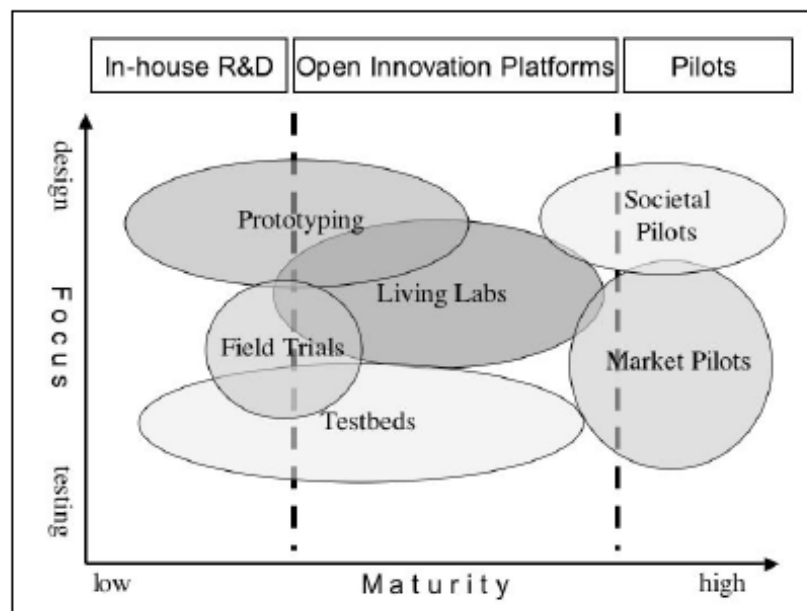 In-house R&D
Open Innovation Platforms
Pilots
design
Focus
testing
Prototyping
Societal
Pilots
Living Labs
Field Trials
Market Pilots
Testbeds
low
Maturity
high